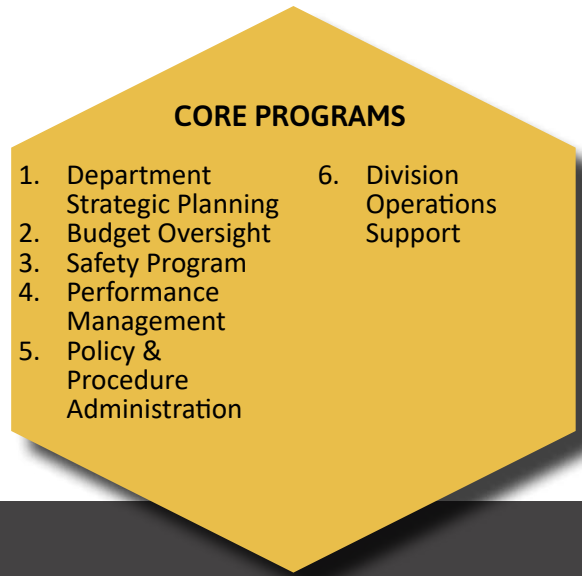 CORE PROGRAMS
1. Department
Strategic Planning
2. Budget Oversight
3. Safety Program
4. Performance
Management
5. Policy &
Procedure
Administration
6. Division
Operations
Support